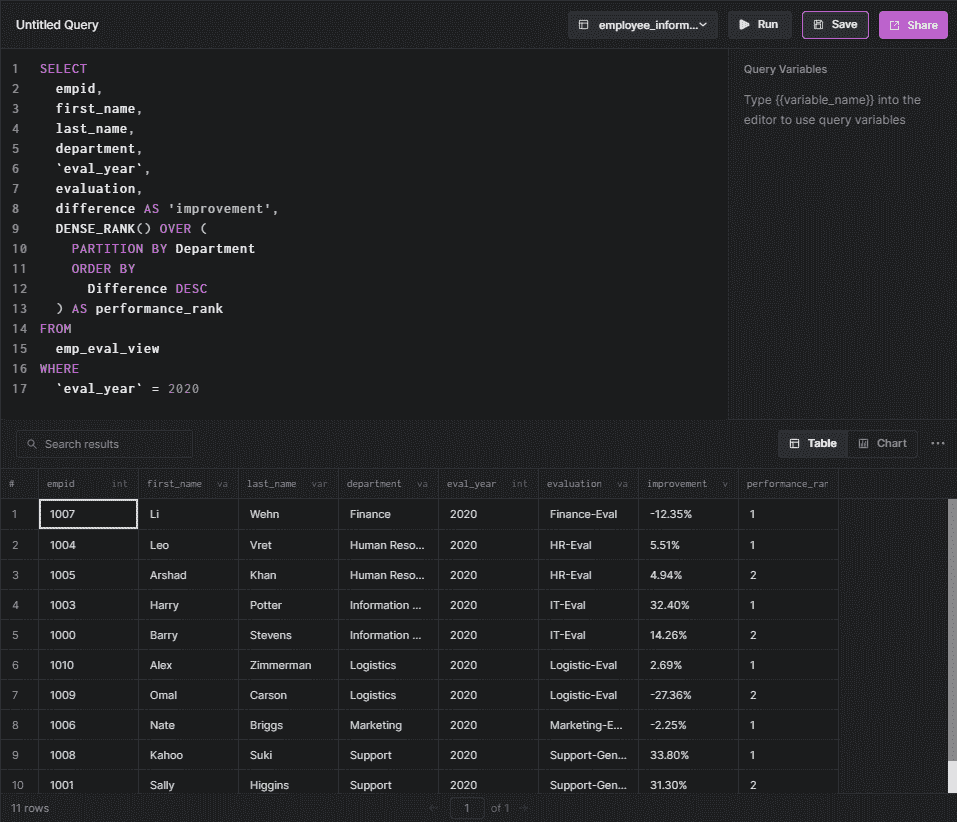 Untitled Query
employee_inform...
Run
Save
Share
1 SELECT
2 empid,
3 first_name,
4 last_name,
5 department,
6 `eval_year`,
7 evaluation,
8 difference AS 'improvement',
9 DENSE_RANK() OVER (
10 PARTITION BY Department
11 ORDER BY
12 Difference DESC
13 ) AS performance_rank
14 FROM
15 emp_eval_view
16 WHERE
17 `eval_year` = 2020
Query Variables
Type {{variable_name}} into the
editor to use query variables
Search results
Table
Chart
# empid int first_name va last_name var department va eval_year int evaluation va improvement v performance_rar
1 1007 Li Wehn Finance 2020 Finance-Eval -12.35% 1
2 1004 Leo Vret Human Reso... 2020 HR-Eval 5.51% 1
3 1005 Arshad Khan Human Reso... 2020 HR-Eval 4.94% 2
4 1003 Harry Potter Information ... 2020 IT-Eval 32.40% 1
5 1000 Barry Stevens Information ... 2020 IT-Eval 14.26% 2
6 1010 Alex Zimmerman Logistics 2020 Logistic-Eval 2.69% 1
7 1009 Omal Carson Logistics 2020 Logistic-Eval -27.36% 2
8 1006 Nate Briggs Marketing 2020 Marketing-E... -2.25% 1
9 1008 Kahoo Suki Support 2020 Support-Gen... 33.80% 1
10 1001 Sally Higgins Support 2020 Support-Gen... 31.30% 2
11 rows
1 of 1